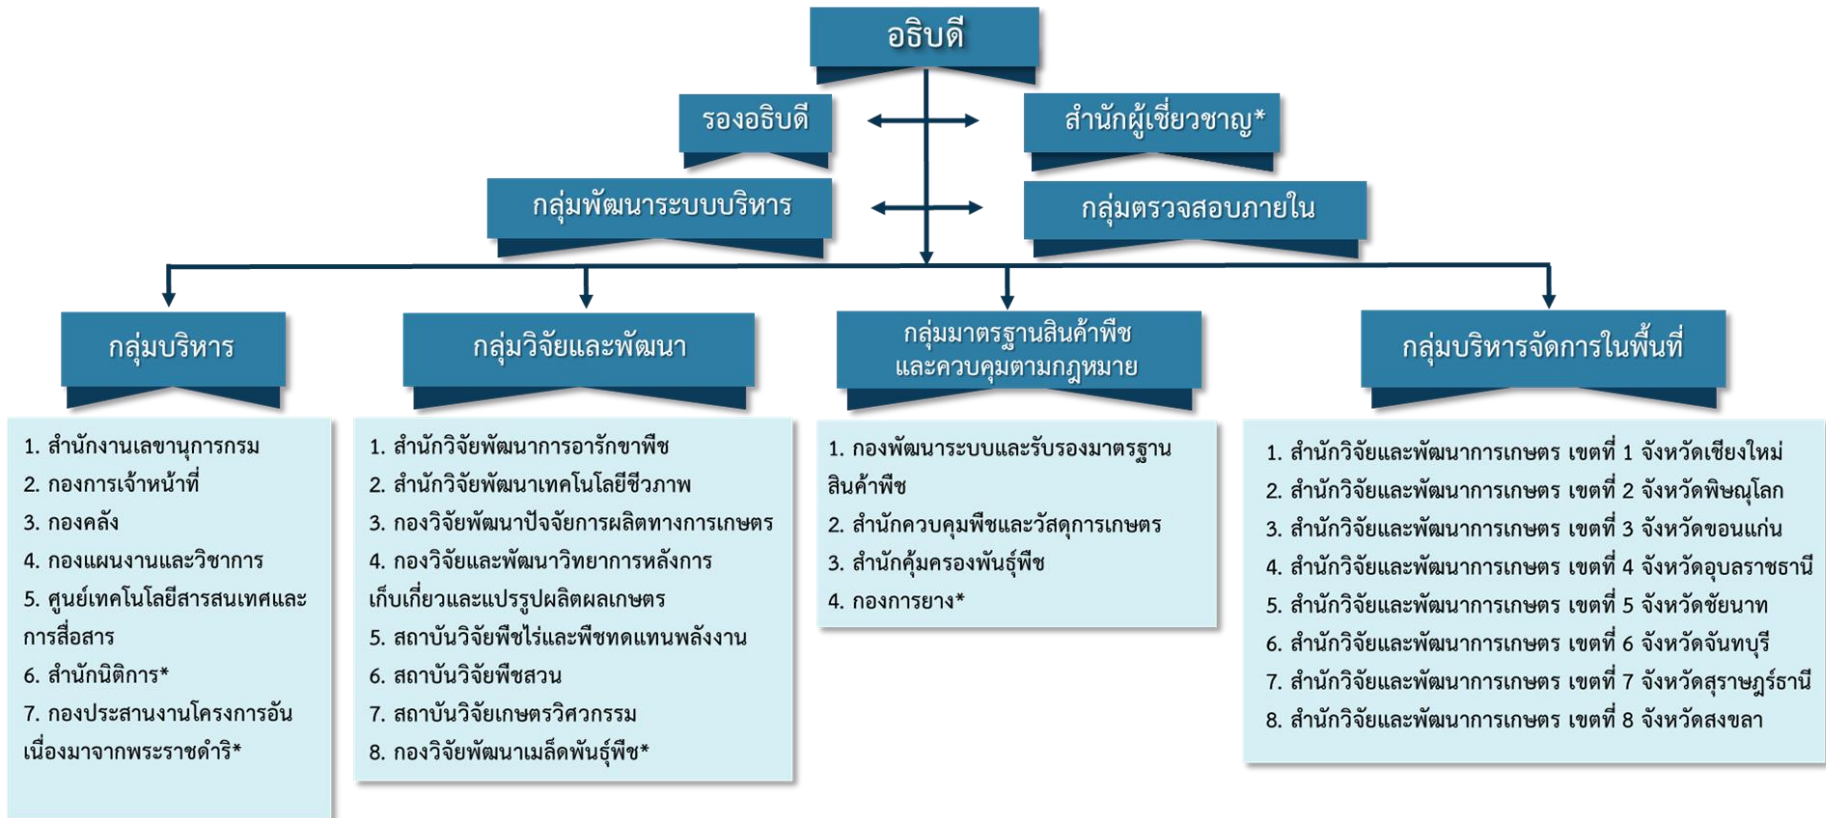 อธิบดี
รองอธิบดี
สำนักผู้เชี่ยวชาญ*
กลุ่มพัฒนาระบบบริหาร
กลุ่มตรวจสอบภายใน
กลุ่มบริหาร
1. สำนักงานเลขานุการกรม
2. กองการเจ้าหน้าที่
3. กองคลัง
4. กองแผนงานและวิชาการ
5. ศูนย์เทคโนโลยีสารสนเทศและ
การสื่อสาร
6. สำนักนิติการ*
7. กองประสานงานโครงการอัน
เนื่องมาจากพระราชดำริ*
กลุ่มวิจัยและพัฒนา
1. สำนักวิจัยพัฒนาการอารักขาพืช
2. สำนักวิจัยพัฒนาเทคโนโลยีชีวภาพ
3. กองวิจัยพัฒนาปัจจัยการผลิตทางการเกษตร
4. กองวิจัยและพัฒนาวิทยาการหลังการ
เก็บเกี่ยวและแปรรูปผลิตผลเกษตร
5. สถาบันวิจัยพืชไร่และพืชทดแทนพลังงาน
6. สถาบันวิจัยพืชสวน
7. สถาบันวิจัยเกษตรวิศวกรรม
8. กองวิจัยพัฒนาเมล็ดพันธุ์พืช*
กลุ่มมาตรฐานสินค้าพืช
และควบคุมตามกฎหมาย
1. กองพัฒนาระบบและรับรองมาตรฐาน
สินค้าพืช
2. สำนักควบคุมพืชและวัสดุการเกษตร
3. สำนักคุ้มครองพันธุ์พืช
4. กองการยาง*
กลุ่มบริหารจัดการในพื้นที่
1. สำนักวิจัยและพัฒนาการเกษตร เขตที่ 1 จังหวัดเชียงใหม่
2. สำนักวิจัยและพัฒนาการเกษตร เขตที่ 2 จังหวัดพิษณุโลก
3. สำนักวิจัยและพัฒนาการเกษตร เขตที่ 3 จังหวัดขอนแก่น
4. สำนักวิจัยและพัฒนาการเกษตร เขตที่ 4 จังหวัดอุบลราชธานี
5. สำนักวิจัยและพัฒนาการเกษตร เขตที่ 5 จังหวัดชัยนาท
6. สำนักวิจัยและพัฒนาการเกษตร เขตที่ 6 จังหวัดจันทบุรี
7. สำนักวิจัยและพัฒนาการเกษตร เขตที่ 7 จังหวัดสุราษฎร์ธานี
8. สำนักวิจัยและพัฒนาการเกษตร เขตที่ 8 จังหวัดสงขลา